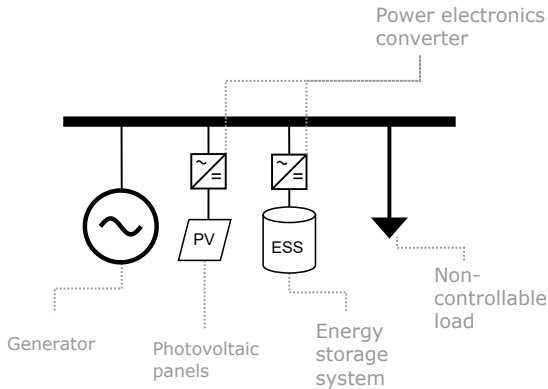 Power electronics
converter
PV
ESS
Generator
Photovoltaic
panels
Energy
storage
system
Non-
controllable
load